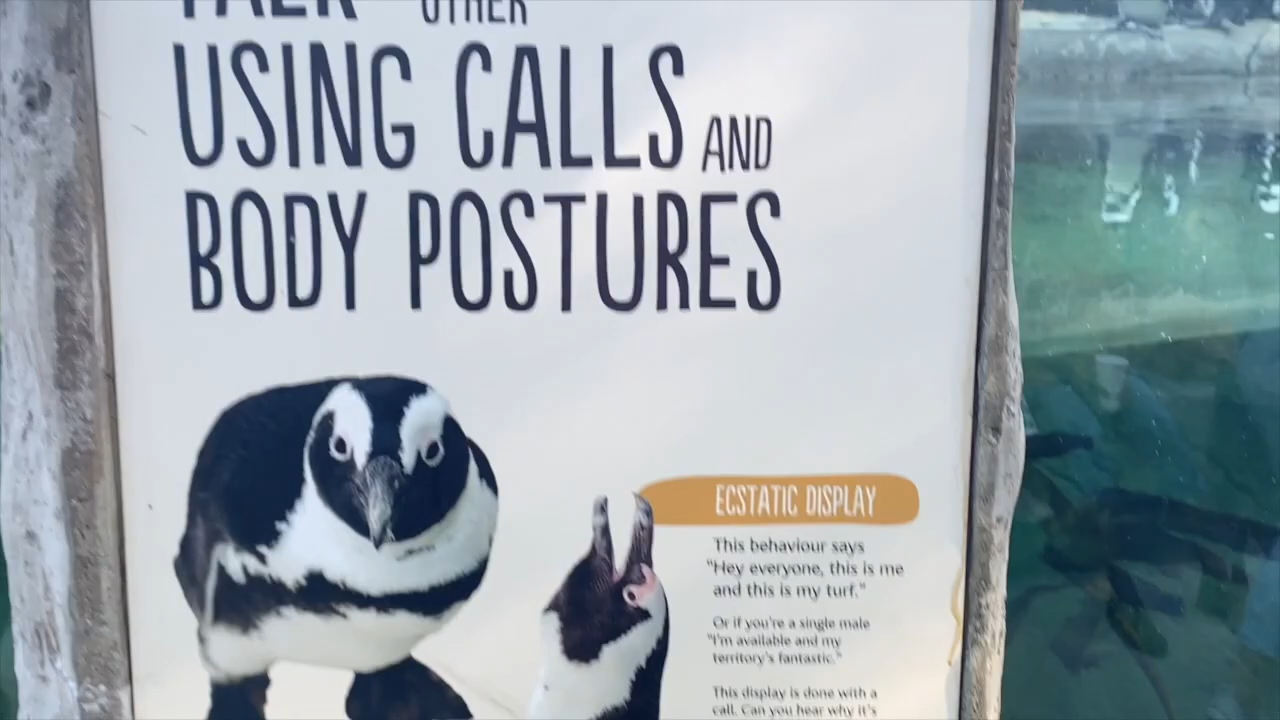 TALK OTHER
USING CALLS AND
BODY POSTURES
ECSTATIC DISPLAY
This behaviour says
"Hey everyone, this is me
and this is my turf."
Or if you're a single male
"I'm available and my
territory's fantastic."
This display is done with a
call. Can you hear why it's